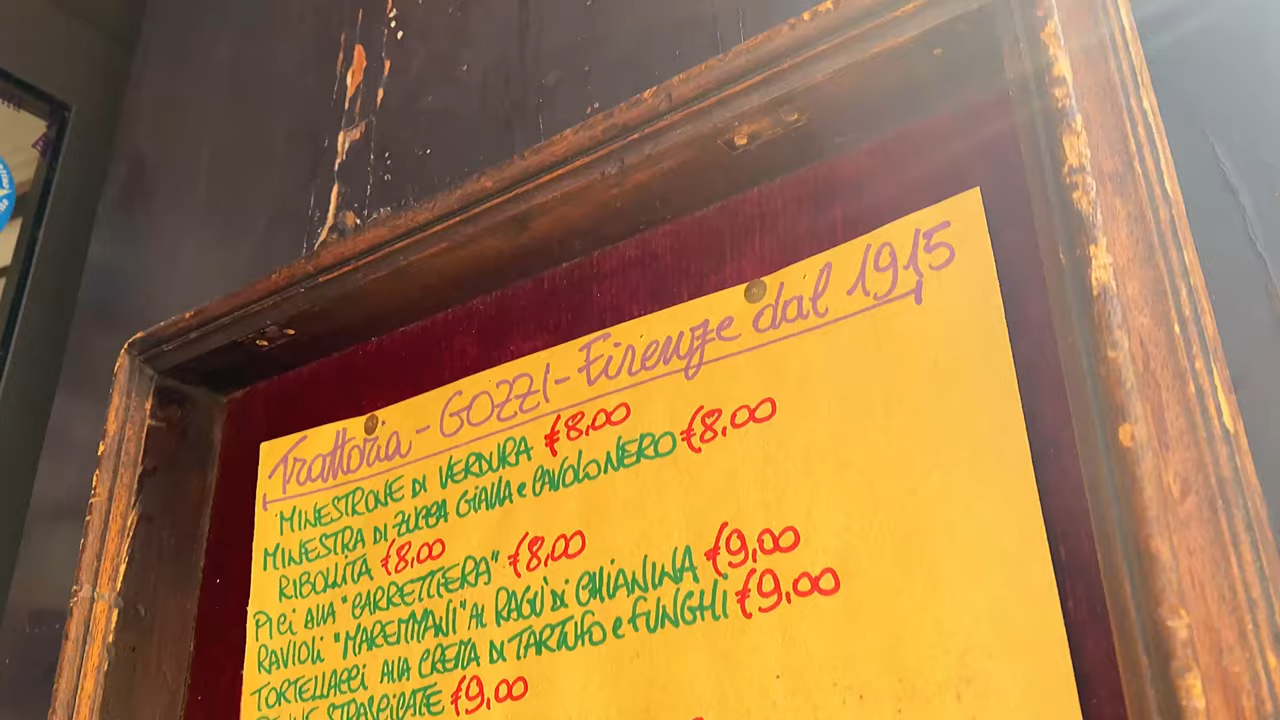 Trattoria - GOZZI - Firenze dal 1915
MINESTRONE DI VERDURA €8,00
MINESTRA DI ZUCCA GIALLA e CAVOLO NERO €8,00
RIBOLLITA €8,00
PICI ALLA "CARRETTIERA" €8,00
RAVIOLI "MAREMMANI" AL RAGÙ DI CHIANINA €9,00
TORTELLACCI ALLA CREMA DI TARTUFO e FUNGHI €9,00
PENNE STRASCICATE €9,00